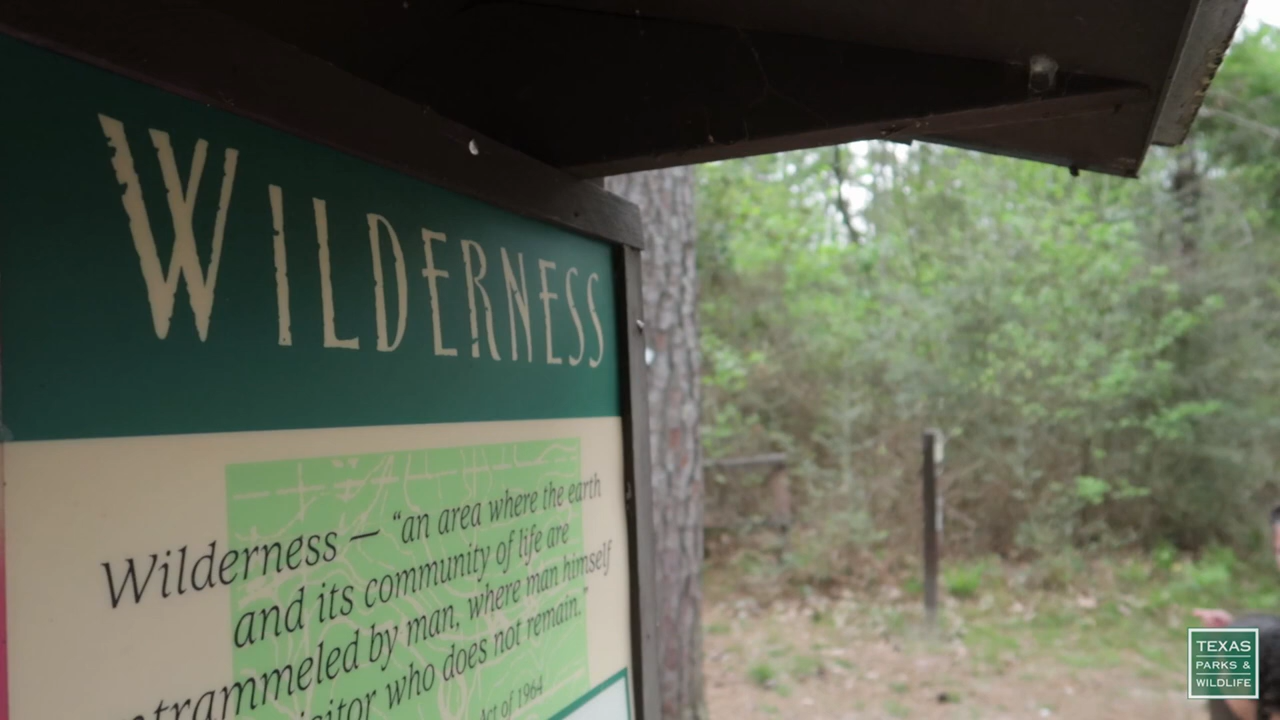 WILDERNESS
Wilderness — “an area where the earth
and its community of life are
trammeled by man, where man himself
visitor who does not remain.”
Act of 1964
TEXAS
PARKS &
WILDLIFE